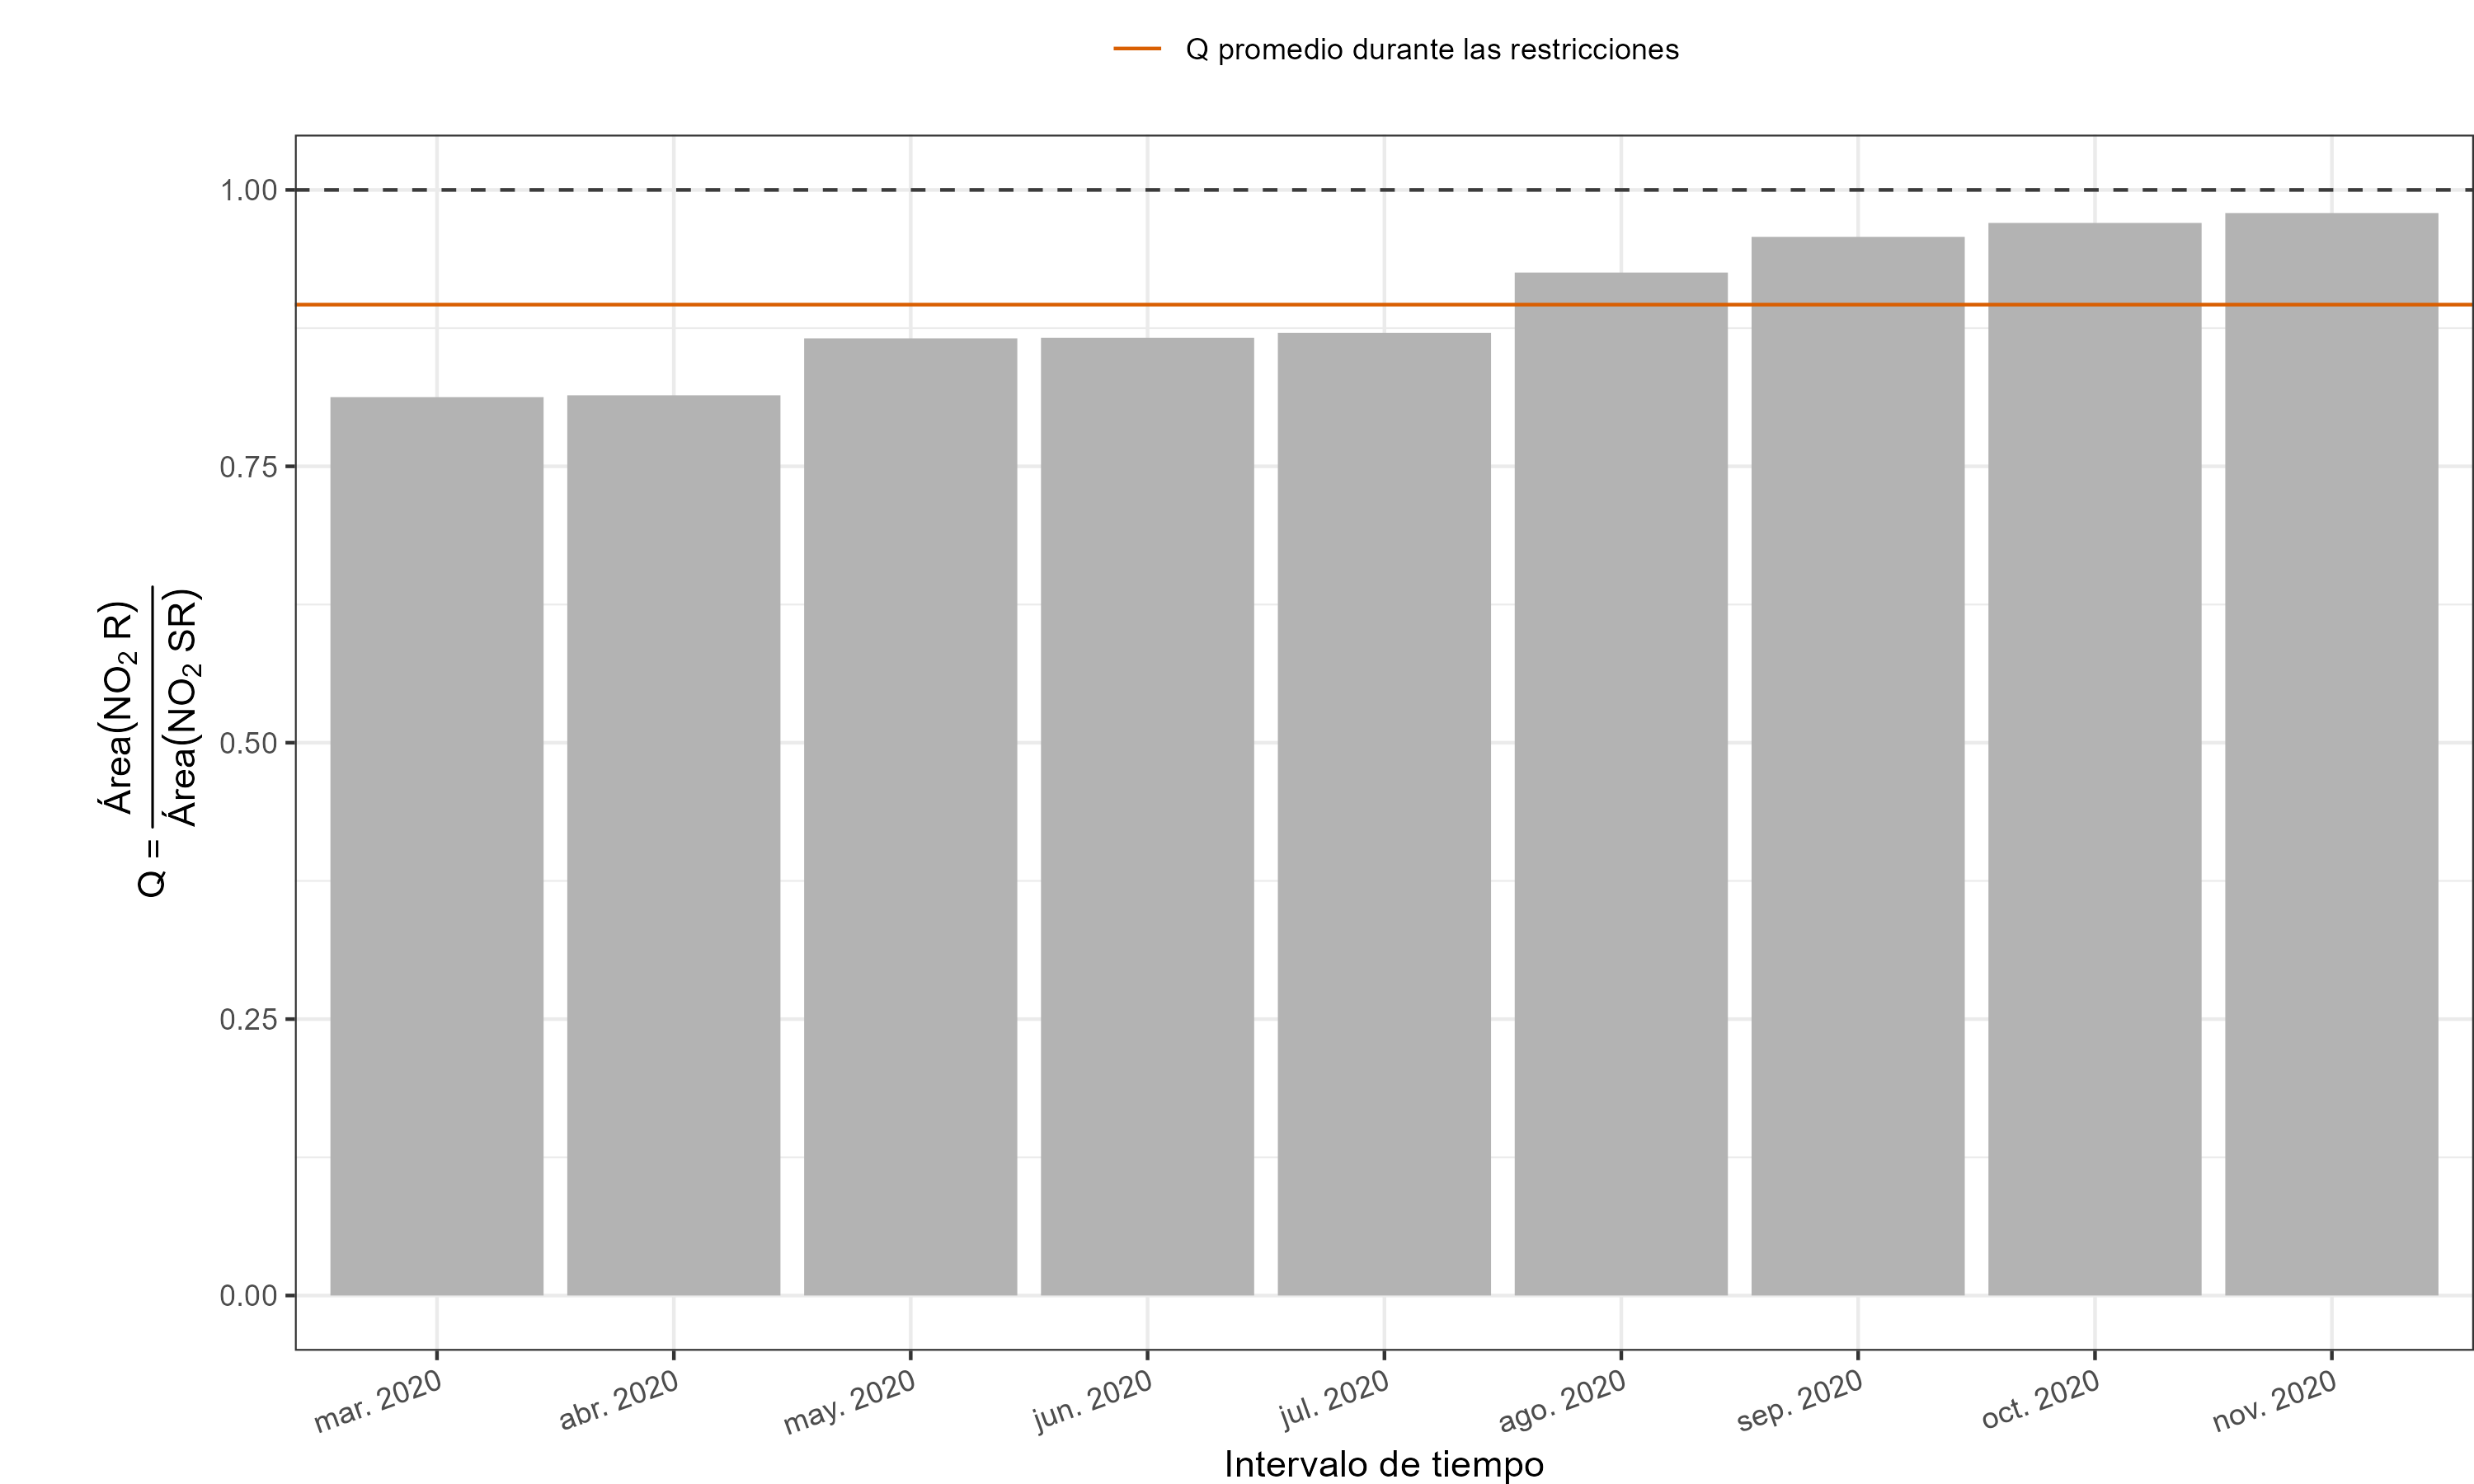 Q promedio durante las restricciones
1.00
0.75
0.50
0.25
0.00
Q = Área(NO₂ R)
Área(NO₂ SR)
mar. 2020
abr. 2020
may. 2020
jun. 2020
jul. 2020
ago. 2020
sep. 2020
oct. 2020
nov. 2020
Intervalo de tiempo